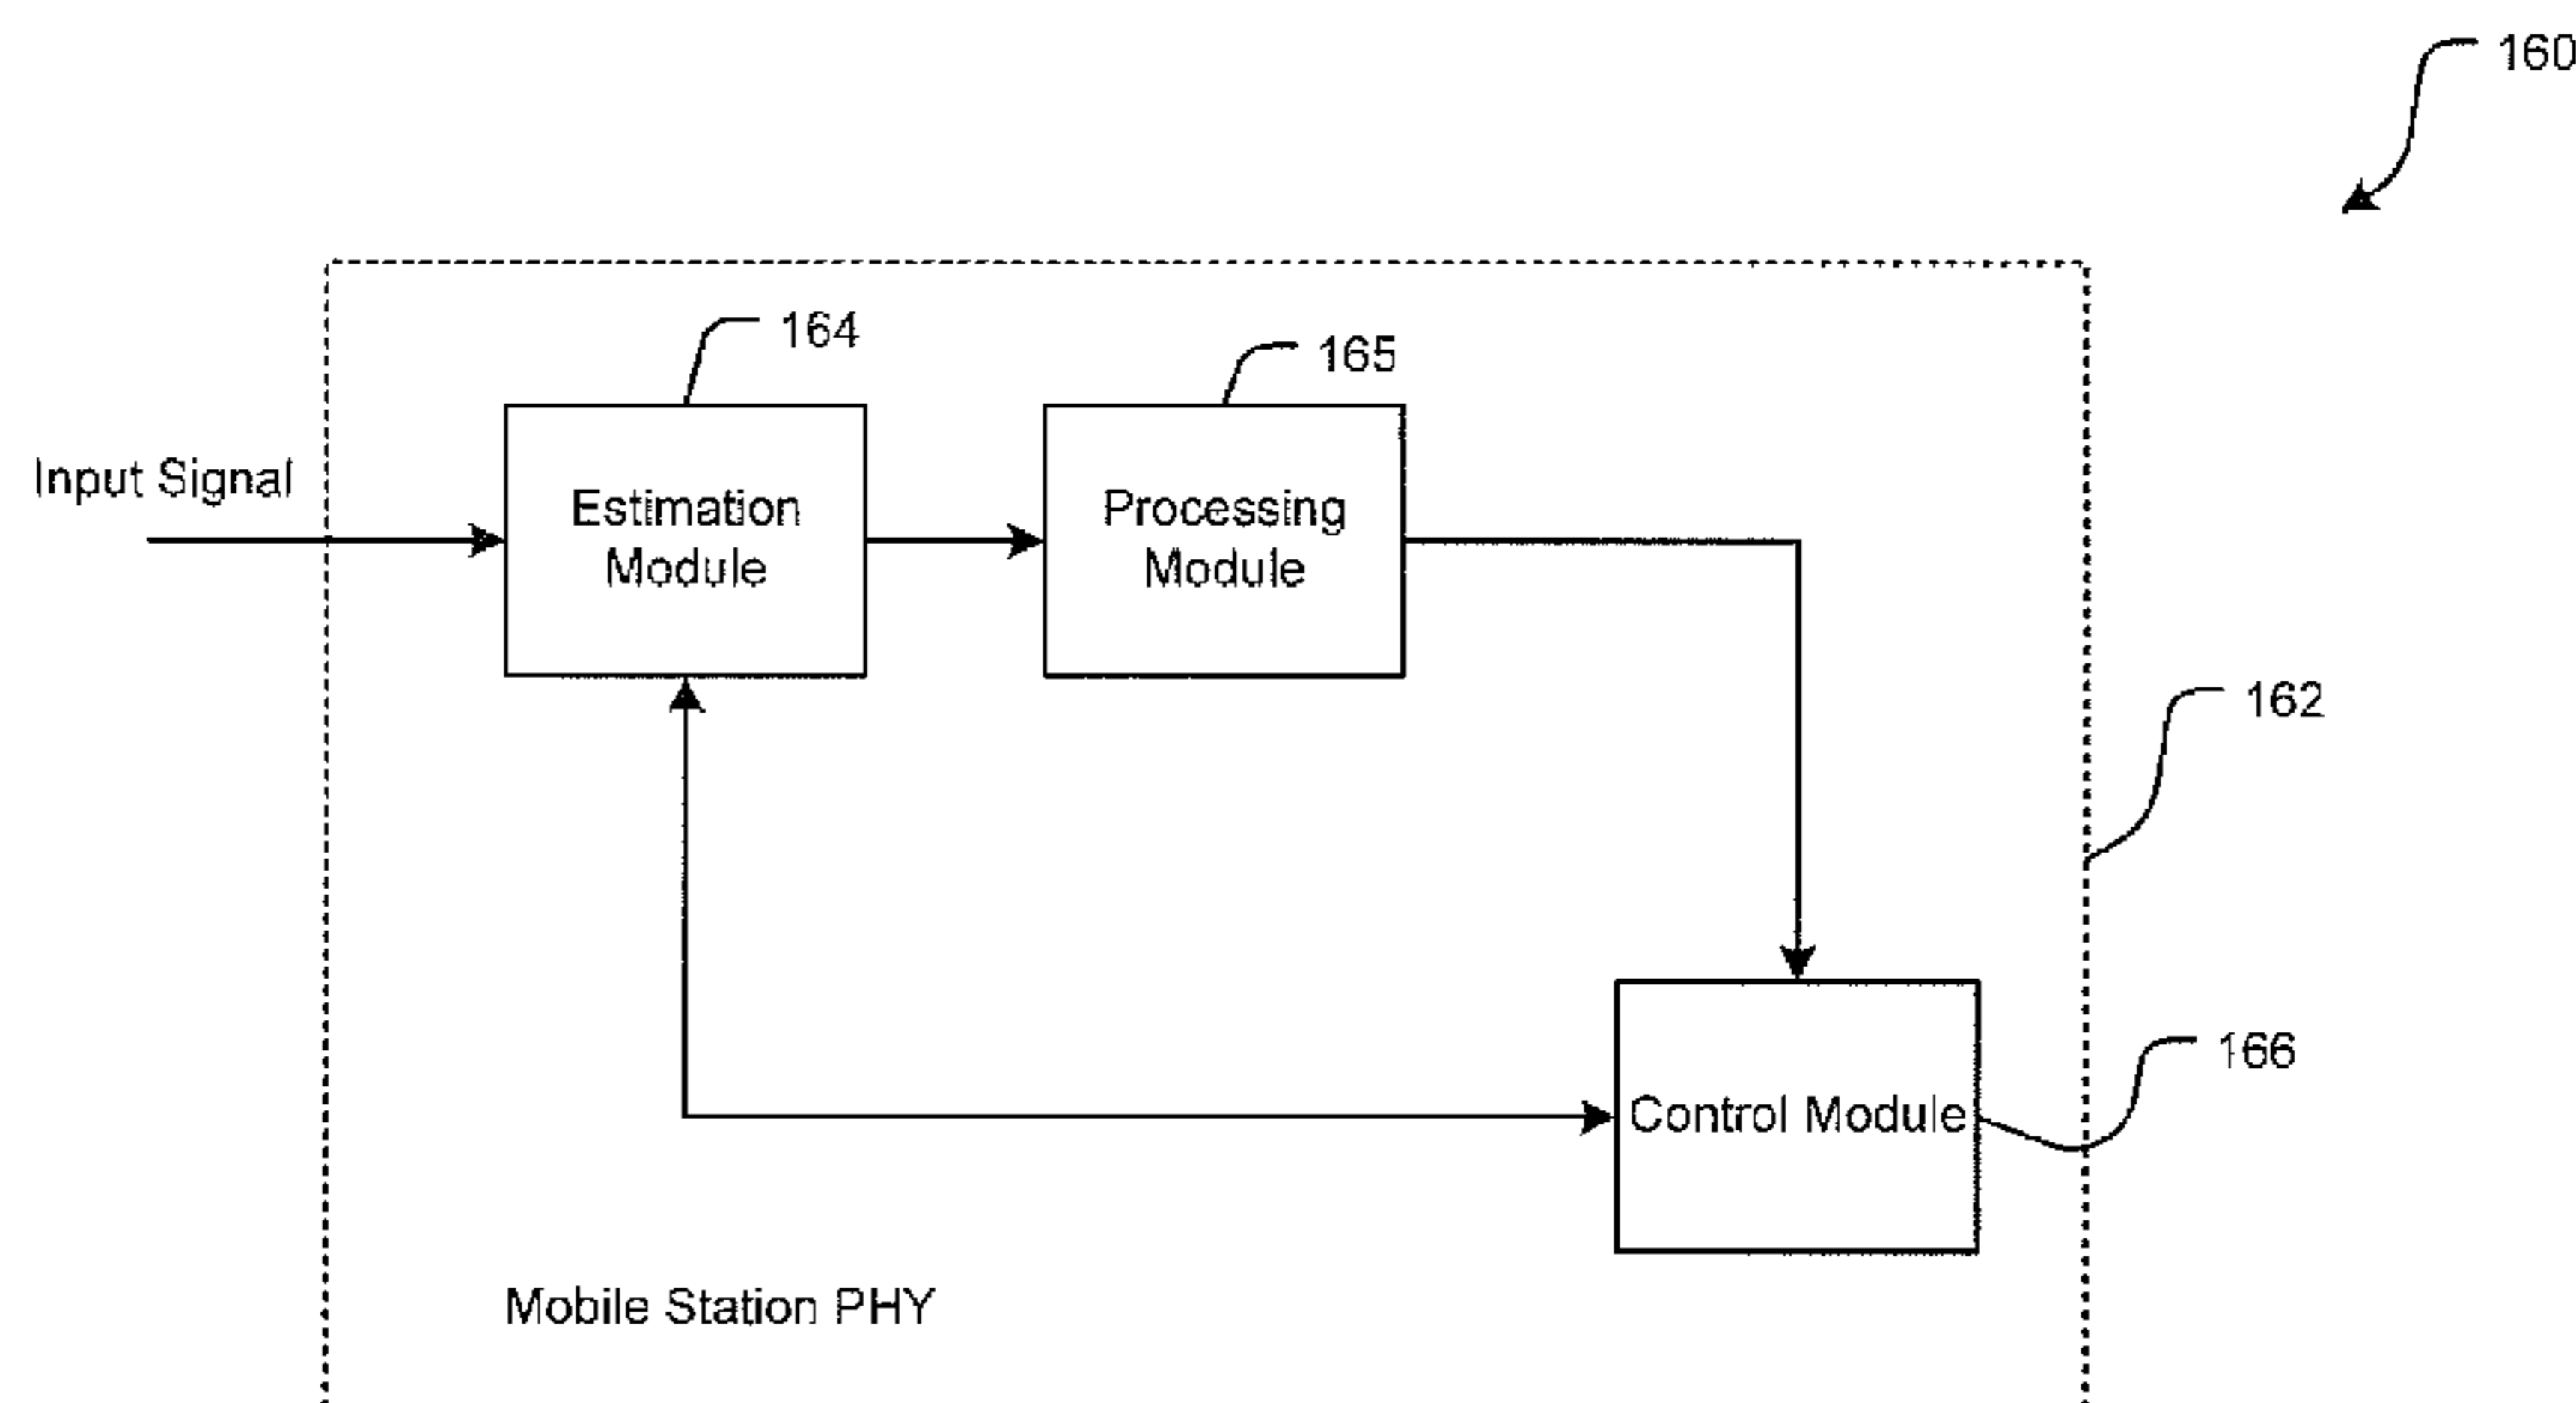 160
164
165
Input Signal
Estimation
Module
Processing
Module
162
166
Control Module
Mobile Station PHY